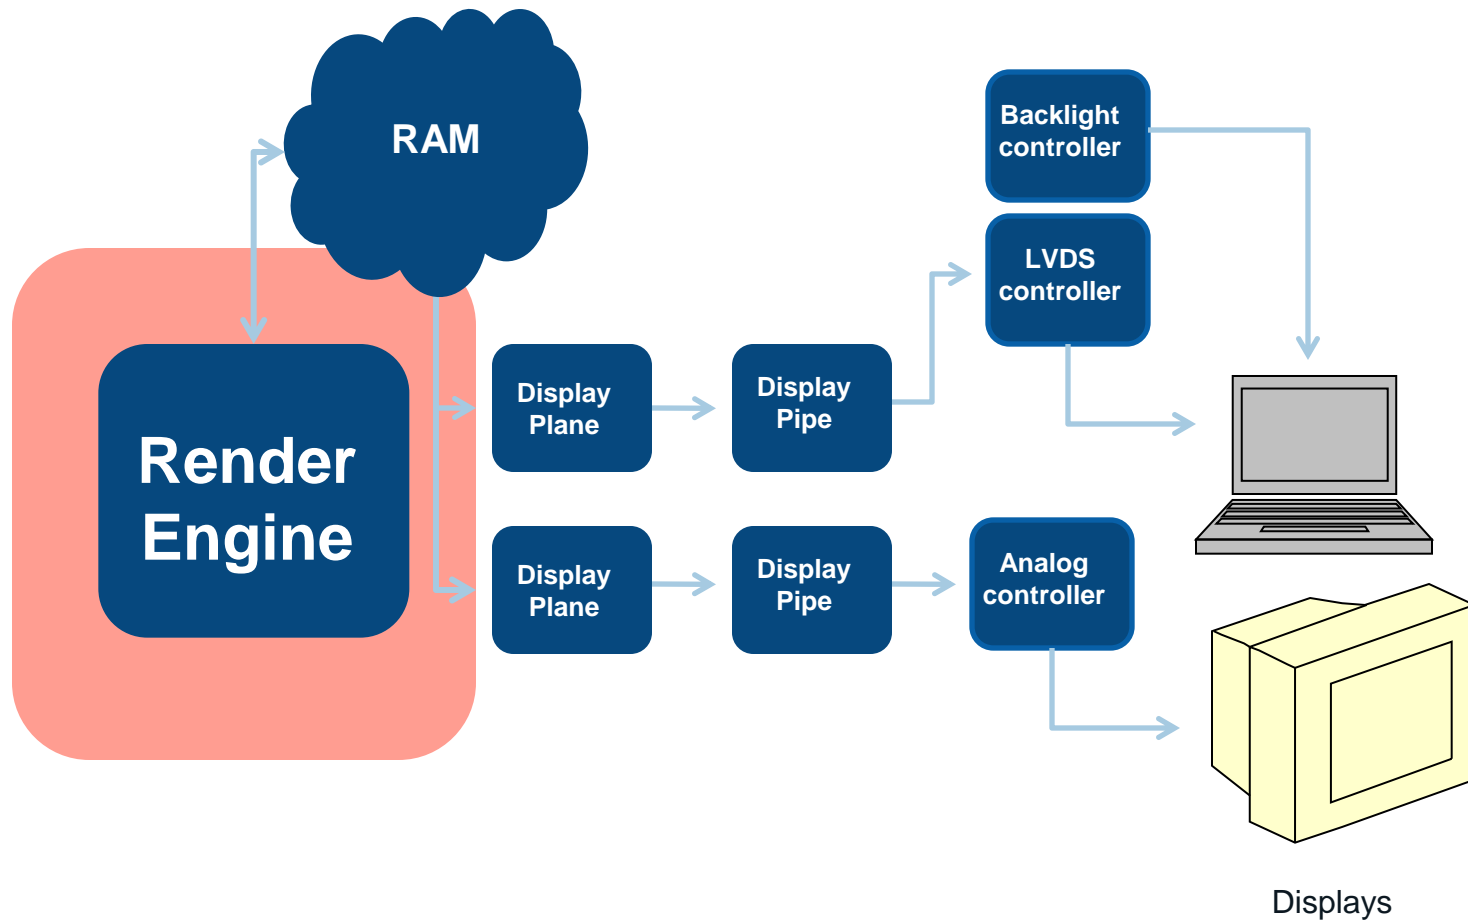 RAM
Backlight
controller
LVDS
controller
Display
Plane
Display
Pipe
Render
Engine
Display
Plane
Display
Pipe
Analog
controller
Displays